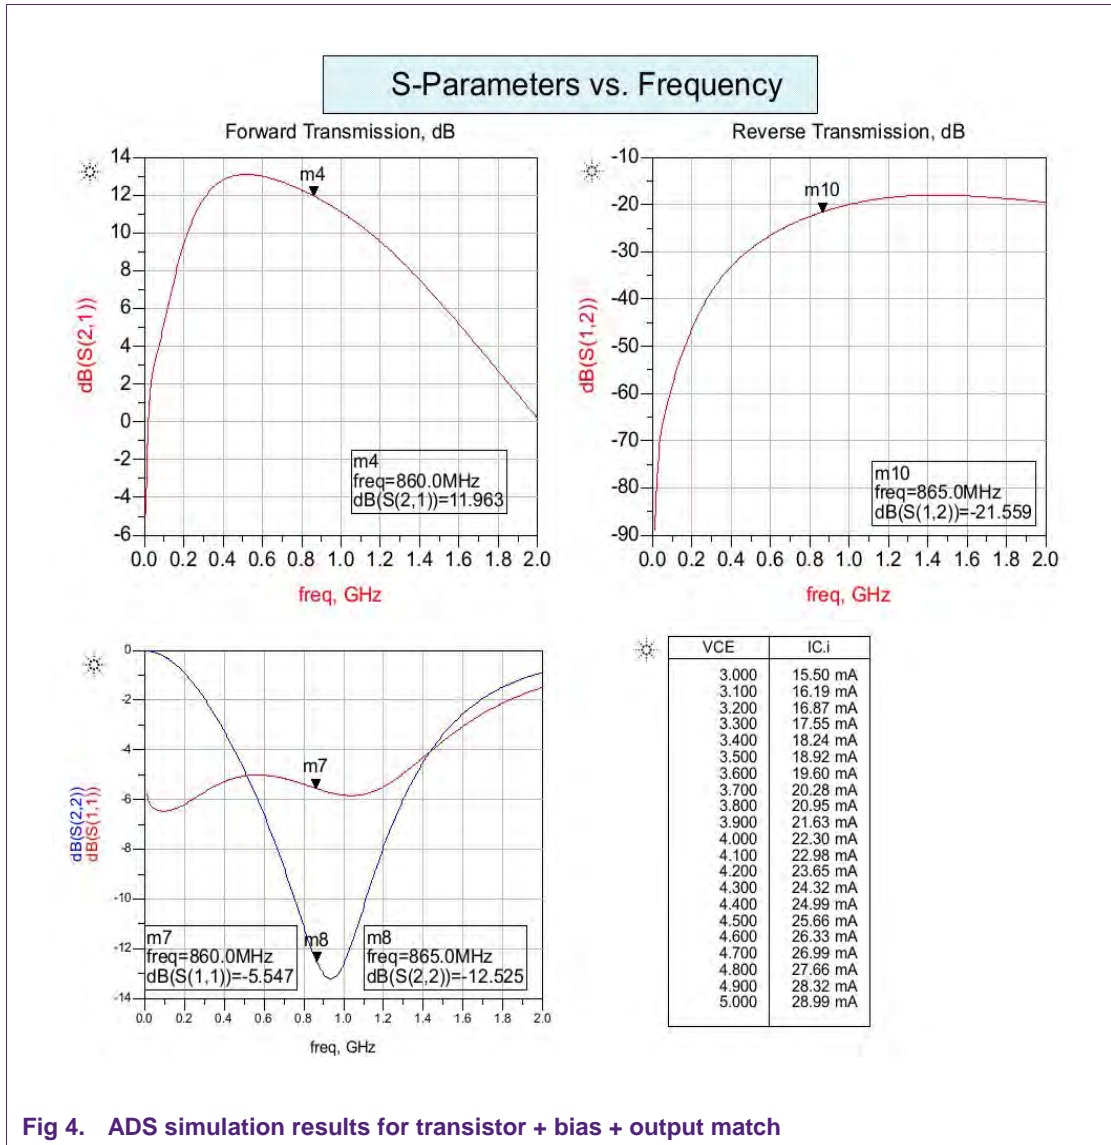 S-Parameters vs. Frequency
Forward Transmission, dB
14
12
10
8
6
4
2
0
-2
-4
-6
dB(S(2,1))
m4
m4
freq=860.0MHz
dB(S(2,1))=11.963
0.0 0.2 0.4 0.6 0.8 1.0 1.2 1.4 1.6 1.8 2.0
freq, GHz
Reverse Transmission, dB
-10
-20
-30
-40
-50
-60
-70
-80
-90
dB(S(1,2))
m10
m10
freq=865.0MHz
dB(S(1,2))=-21.559
0.0 0.2 0.4 0.6 0.8 1.0 1.2 1.4 1.6 1.8 2.0
freq, GHz
0
-2
-4
-6
-8
-10
-12
-14
dB(S(2,2))
dB(S(1,1))
m7
m8
m7
freq=860.0MHz
dB(S(1,1))=-5.547
m8
freq=865.0MHz
dB(S(2,2))=-12.525
0.0 0.2 0.4 0.6 0.8 1.0 1.2 1.4 1.6 1.8 2.0
freq, GHz
VCE IC.i
3.000 15.50 mA
3.100 16.19 mA
3.200 16.87 mA
3.300 17.55 mA
3.400 18.24 mA
3.500 18.92 mA
3.600 19.60 mA
3.700 20.28 mA
3.800 20.95 mA
3.900 21.63 mA
4.000 22.30 mA
4.100 22.98 mA
4.200 23.65 mA
4.300 24.32 mA
4.400 24.99 mA
4.500 25.66 mA
4.600 26.33 mA
4.700 26.99 mA
4.800 27.66 mA
4.900 28.32 mA
5.000 28.99 mA
Fig 4. ADS simulation results for transistor + bias + output match